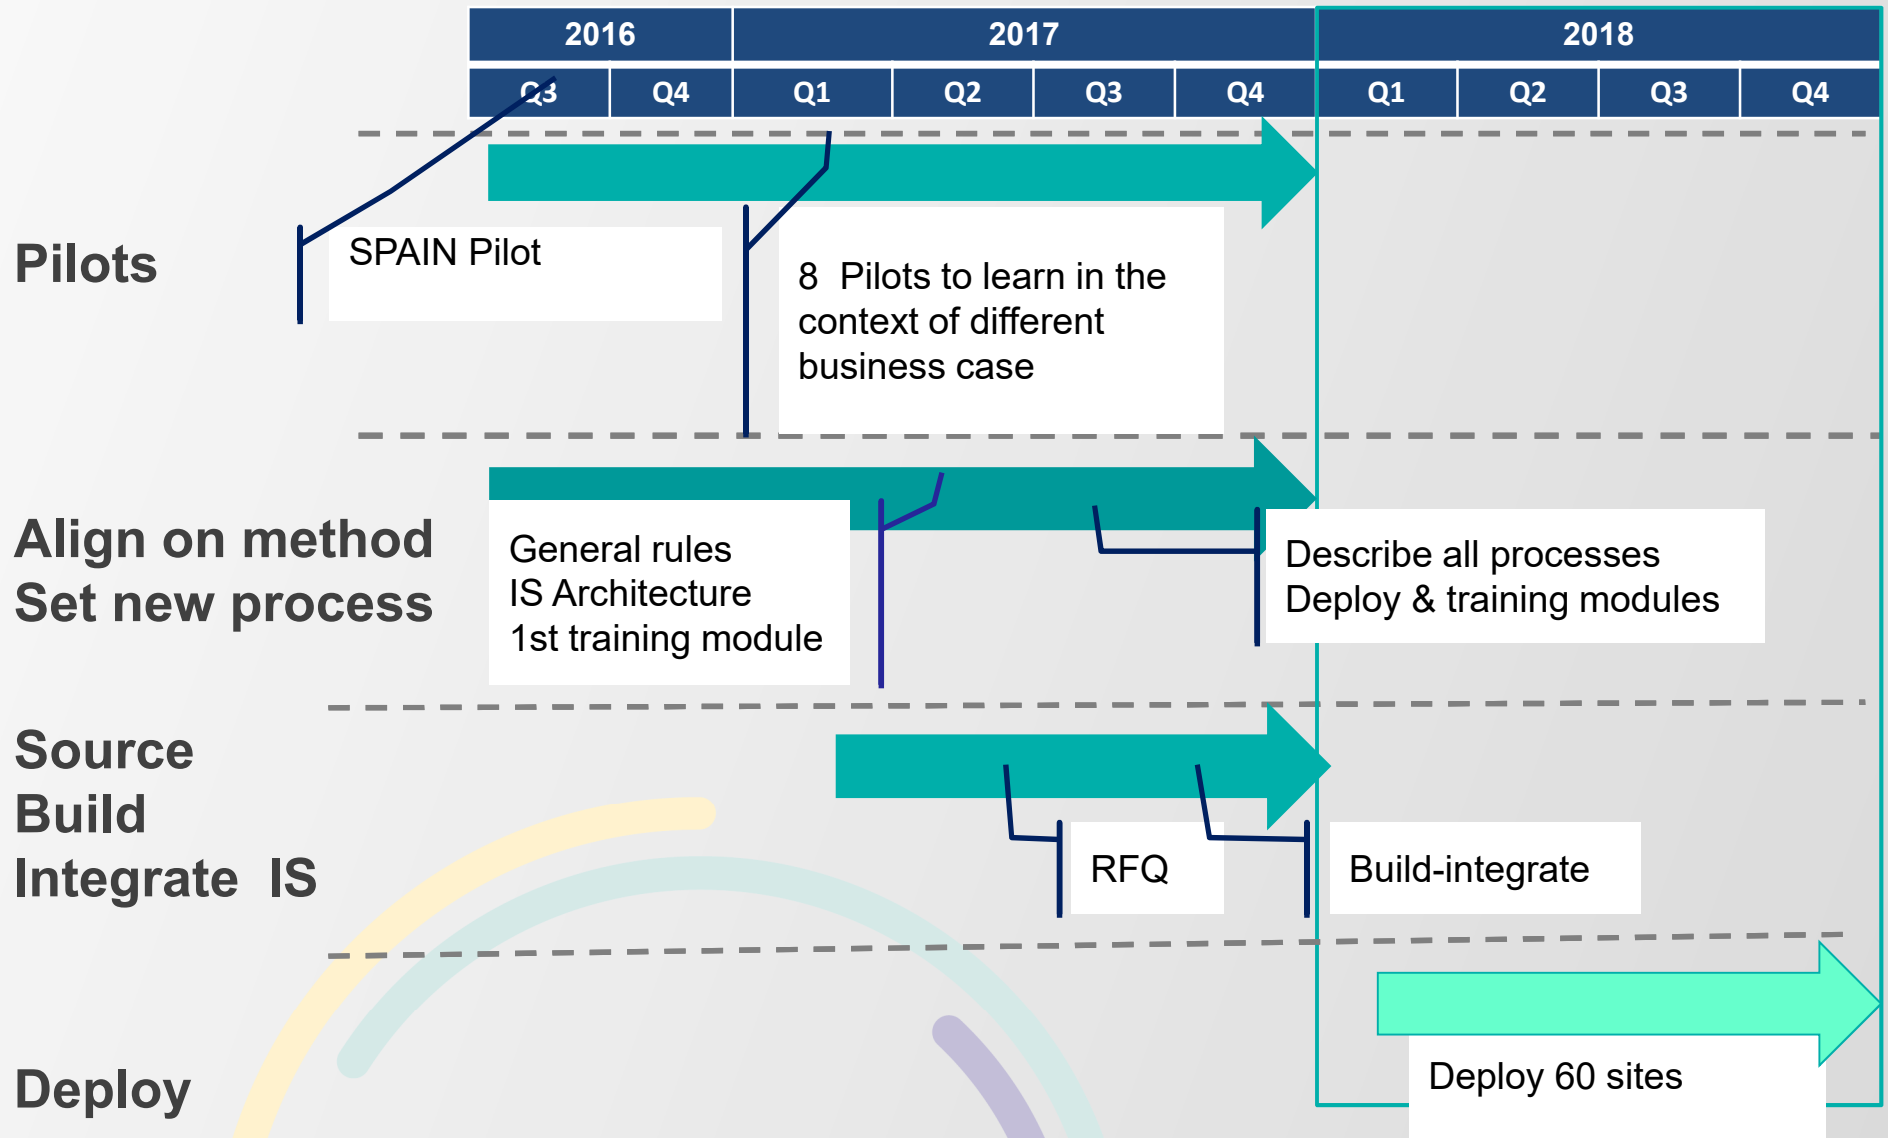 2016 2017 2018
Q3 Q4 Q1 Q2 Q3 Q4 Q1 Q2 Q3 Q4
Pilots
SPAIN Pilot
8 Pilots to learn in the
context of different
business case
Align on method
Set new process
General rules
IS Architecture
1st training module
Describe all processes
Deploy & training modules
Source
Build
Integrate IS
RFQ
Build-integrate
Deploy
Deploy 60 sites